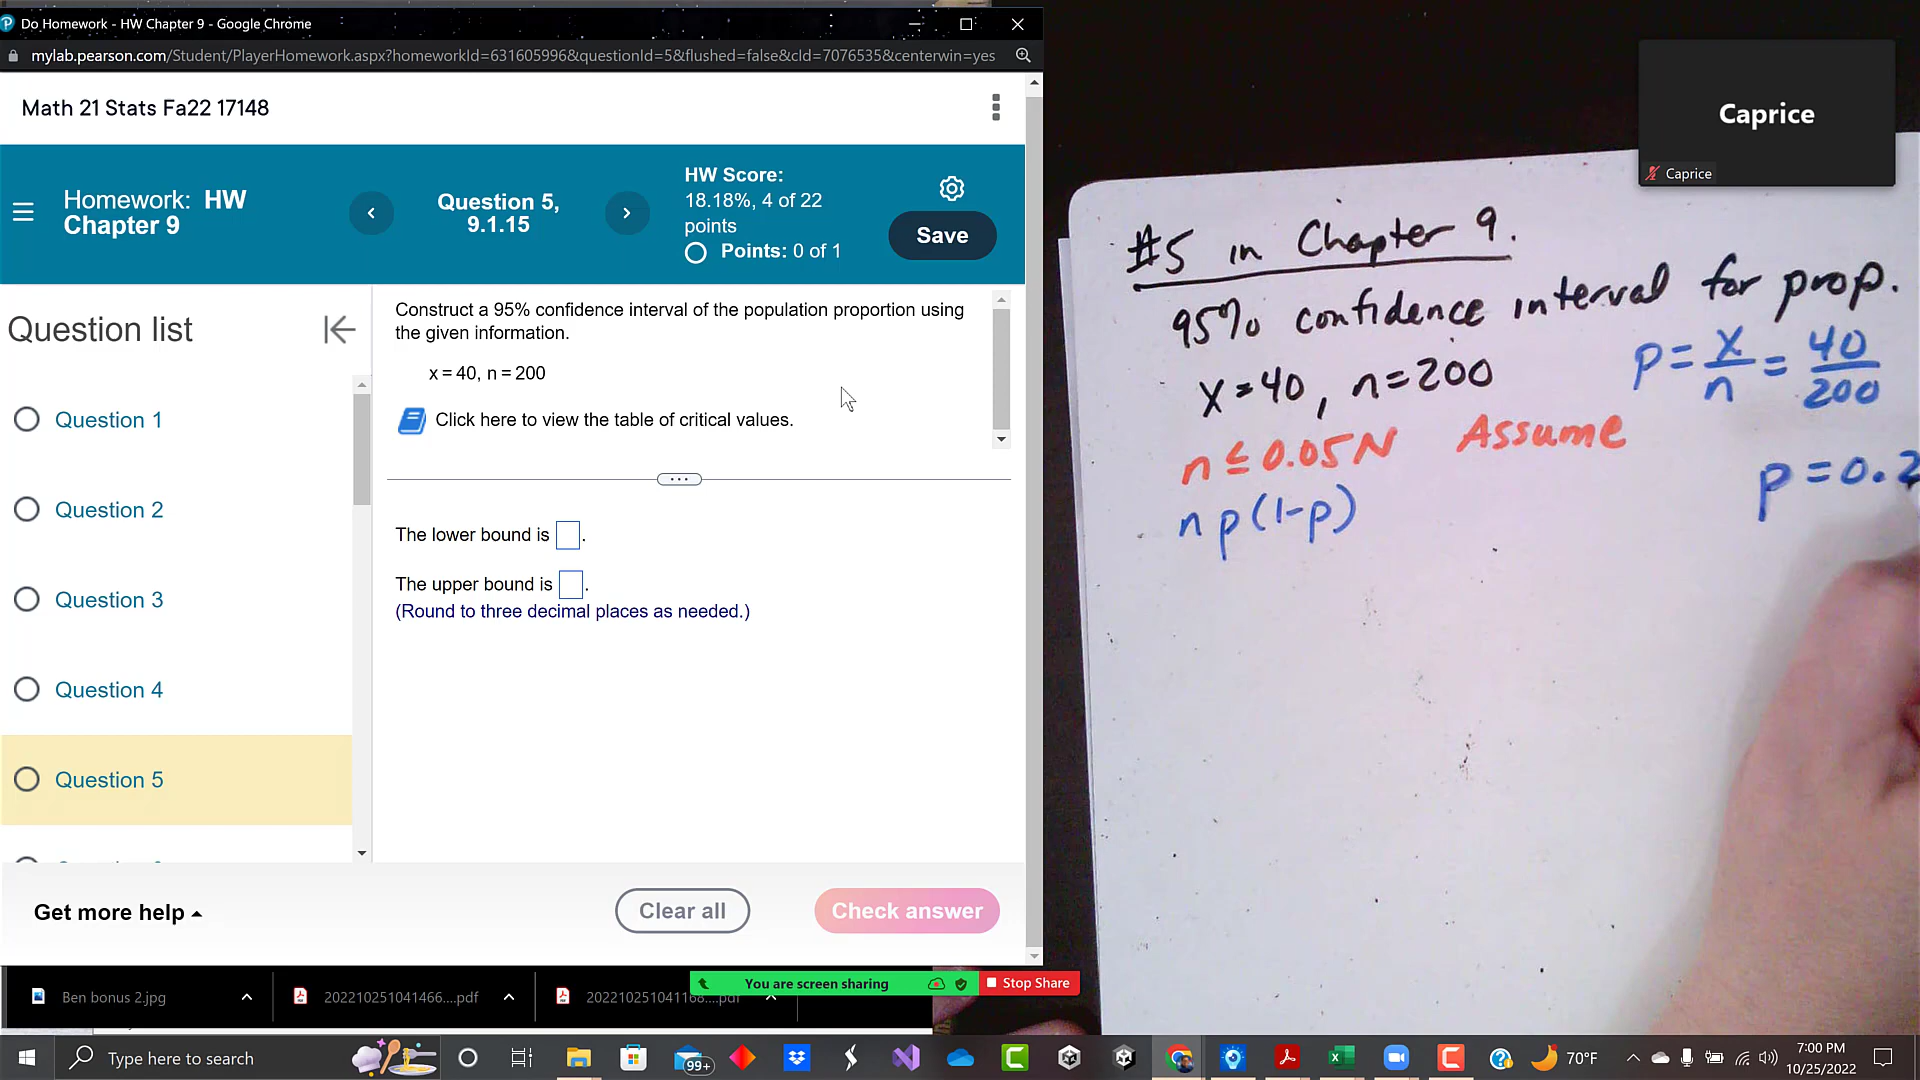 Do Homework - HW Chapter 9 - Google Chrome
mylab.pearson.com/Student/PlayerHomework.aspx?homeworkId=631605996&questionId=5&flushed=false&cId=7076535&centerwin=yes
Math 21 Stats Fa22 17148
Homework: HW
Chapter 9
Question 5,
9.1.15
HW Score:
18.18%, 4 of 22
points
Points: 0 of 1
Save
Question list
Question 1
Question 2
Question 3
Question 4
Question 5
Construct a 95% confidence interval of the population proportion using
the given information.
x = 40, n = 200
Click here to view the table of critical values.
The lower bound is .
The upper bound is .
(Round to three decimal places as needed.)
Get more help
Clear all
Check answer
Caprice
Caprice
#5 in Chapter 9.
95% confidence interval for prop.
x = 40, n = 200
p = x/n = 40/200
n ≤ 0.05N Assume
p = 0.2
np(1-p)
Ben bonus 2.jpg
202210251041466....pdf
202210251041168....pdf
You are screen sharing
Stop Share
Type here to search
99+
70°F
7:00 PM
10/25/2022